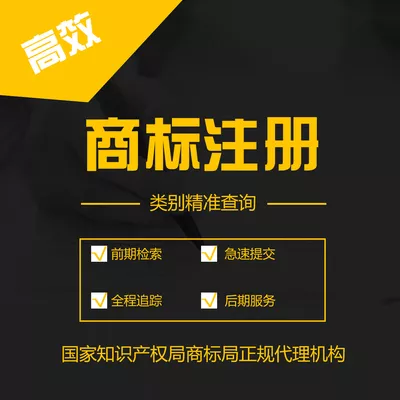 高效
商标注册
类别精准查询
前期检索 急速提交
全程追踪 后期服务
国家知识产权局商标局正规代理机构